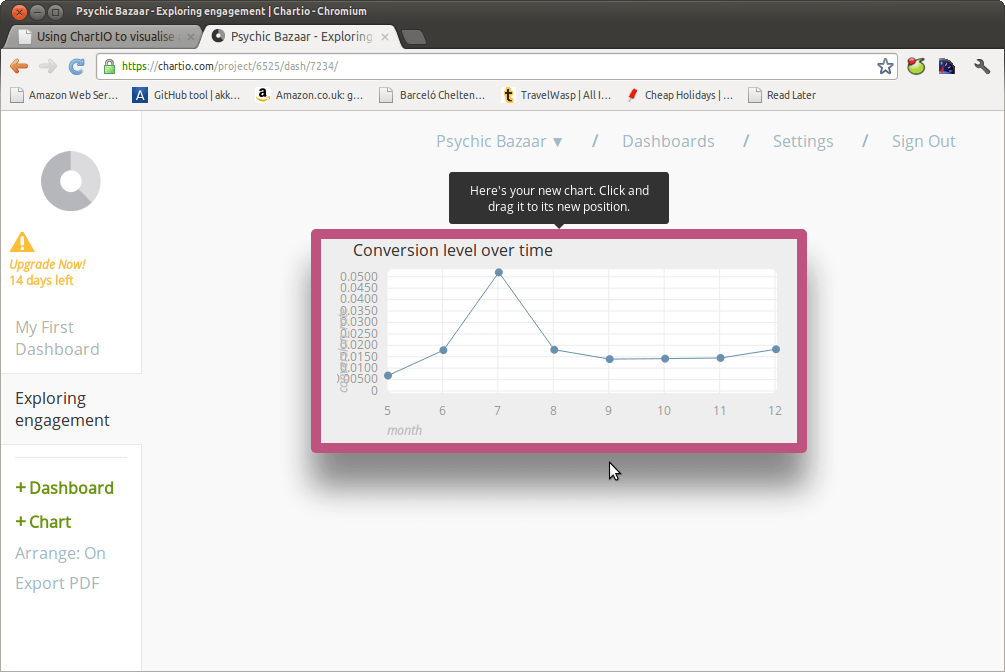 Psychic Bazaar - Exploring engagement | Chartio - Chromium
Using ChartIO to visualise
Psychic Bazaar - Exploring
https://chartio.com/project/6525/dash/7234/
Amazon Web Ser...
GitHub tool | akk...
Amazon.co.uk: g...
Barceló Chelten...
TravelWasp | All I...
Cheap Holidays | ...
Read Later
Psychic Bazaar ▼ / Dashboards / Settings / Sign Out
Here's your new chart. Click and
drag it to its new position.
Upgrade Now!
14 days left
My First
Dashboard
Exploring
engagement
+ Dashboard
+ Chart
Arrange: On
Export PDF
Conversion level over time
0.0500
0.0450
0.0400
0.0350
0.0300
0.0250
0.0200
0.0150
0.0100
0.00500
0
5 6 7 8 9 10 11 12
month